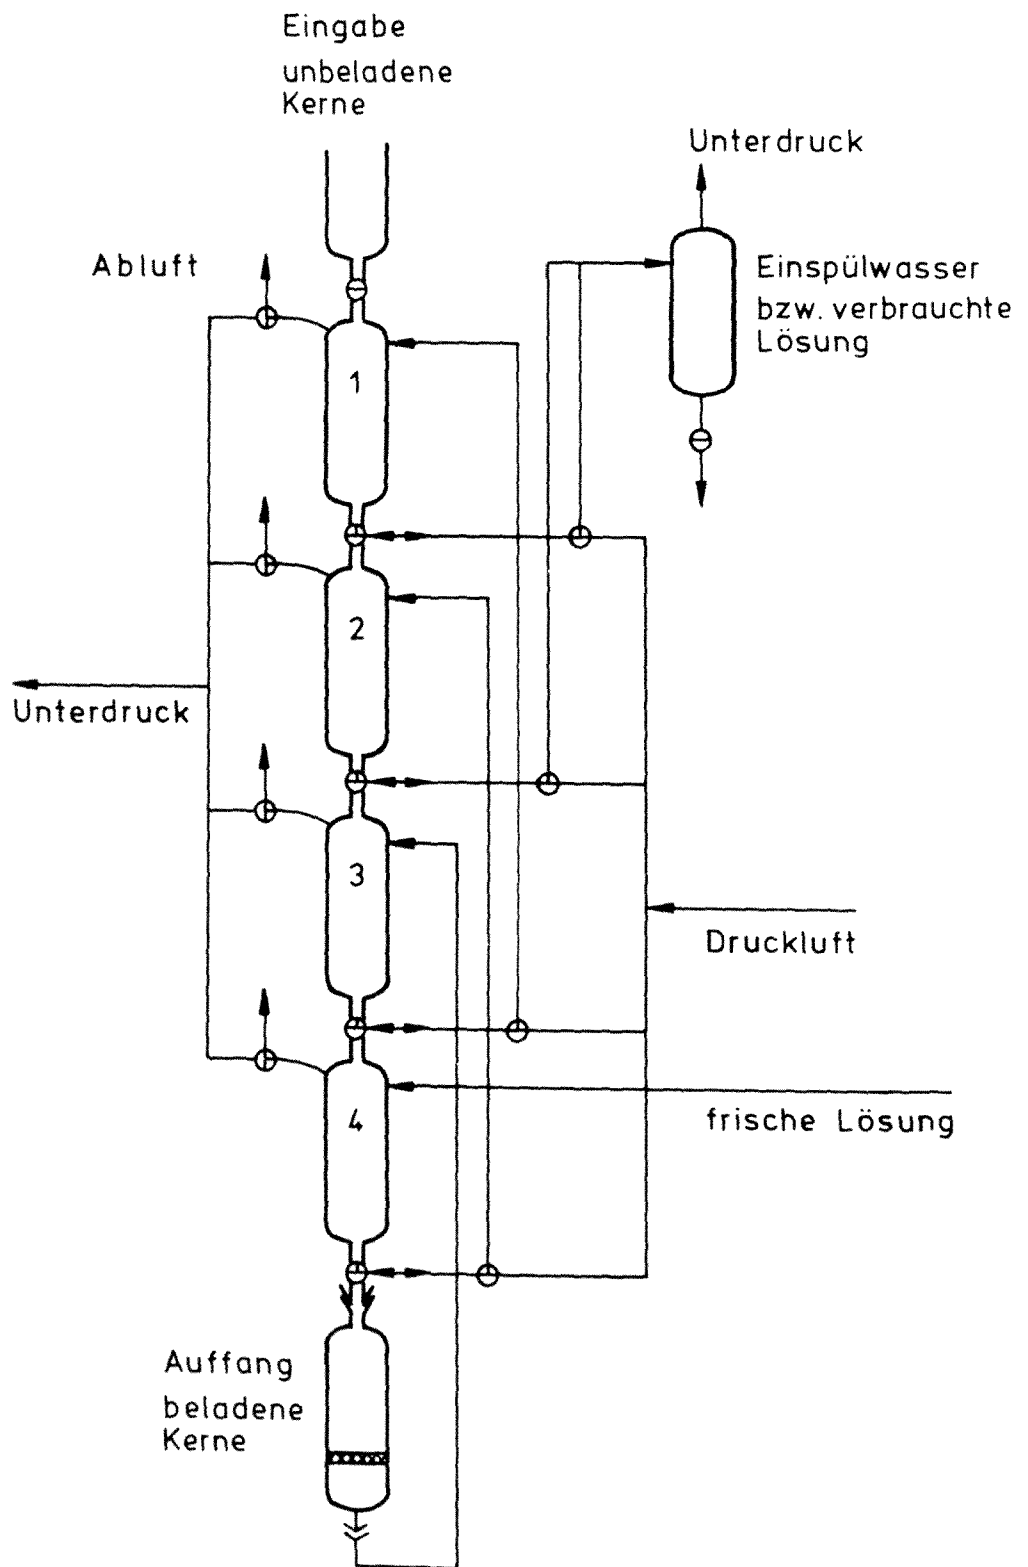 Eingabe
unbeladene
Kerne
Unterdruck
Abluft
Einspülwasser
bzw. verbrauchte
Lösung
1
2
Unterdruck
3
Druckluft
4
frische Lösung
Auffang
beladene
Kerne